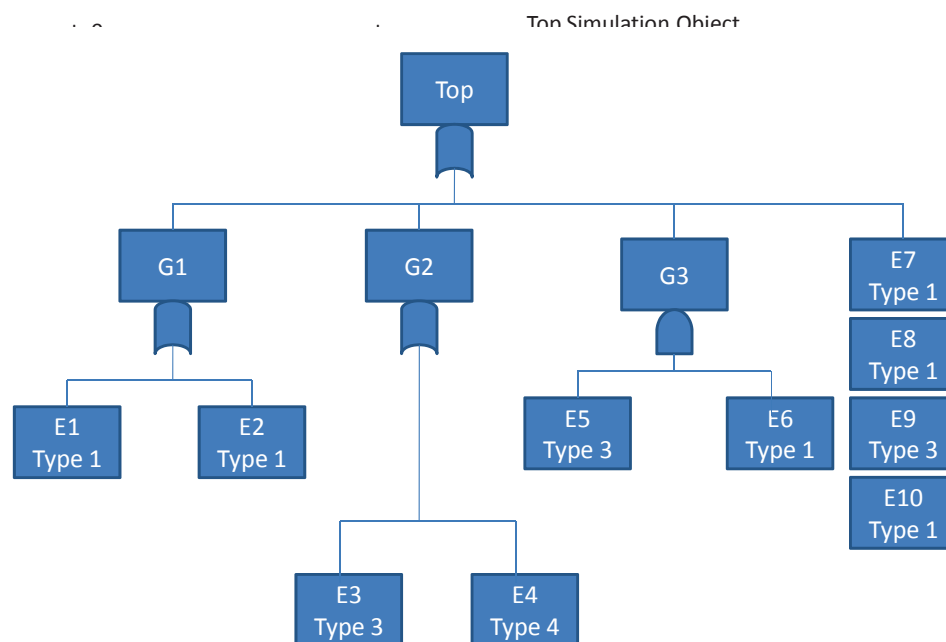 Top Simulation Object
Top
G1
G2
G3
E7
Type 1
E8
Type 1
E1
Type 1
E2
Type 1
E5
Type 3
E6
Type 1
E9
Type 3
E10
Type 1
E3
Type 3
E4
Type 4